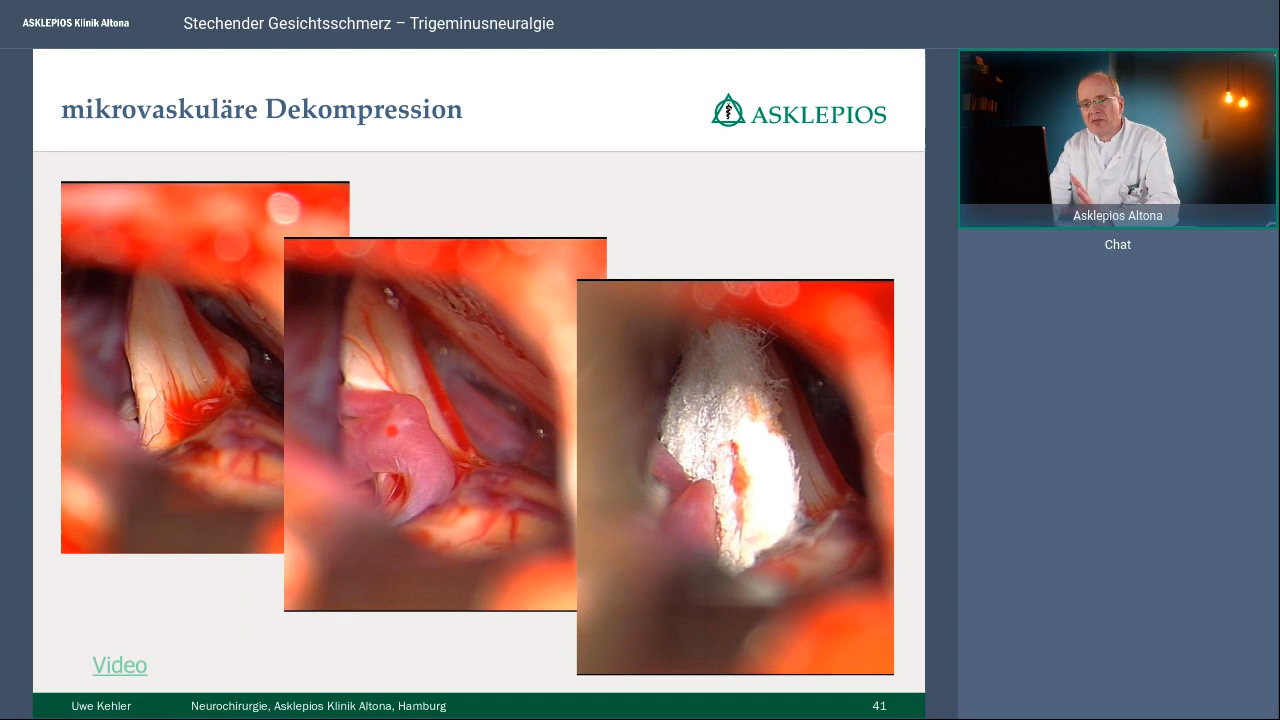 ASKLEPIOS Klinik Altona
Stechender Gesichtsschmerz – Trigeminusneuralgie
mikrovaskuläre Dekompression
ASKLEPIOS
Asklepios Altona
Chat
Video
Uwe Kehler
Neurochirurgie, Asklepios Klinik Altona, Hamburg
41